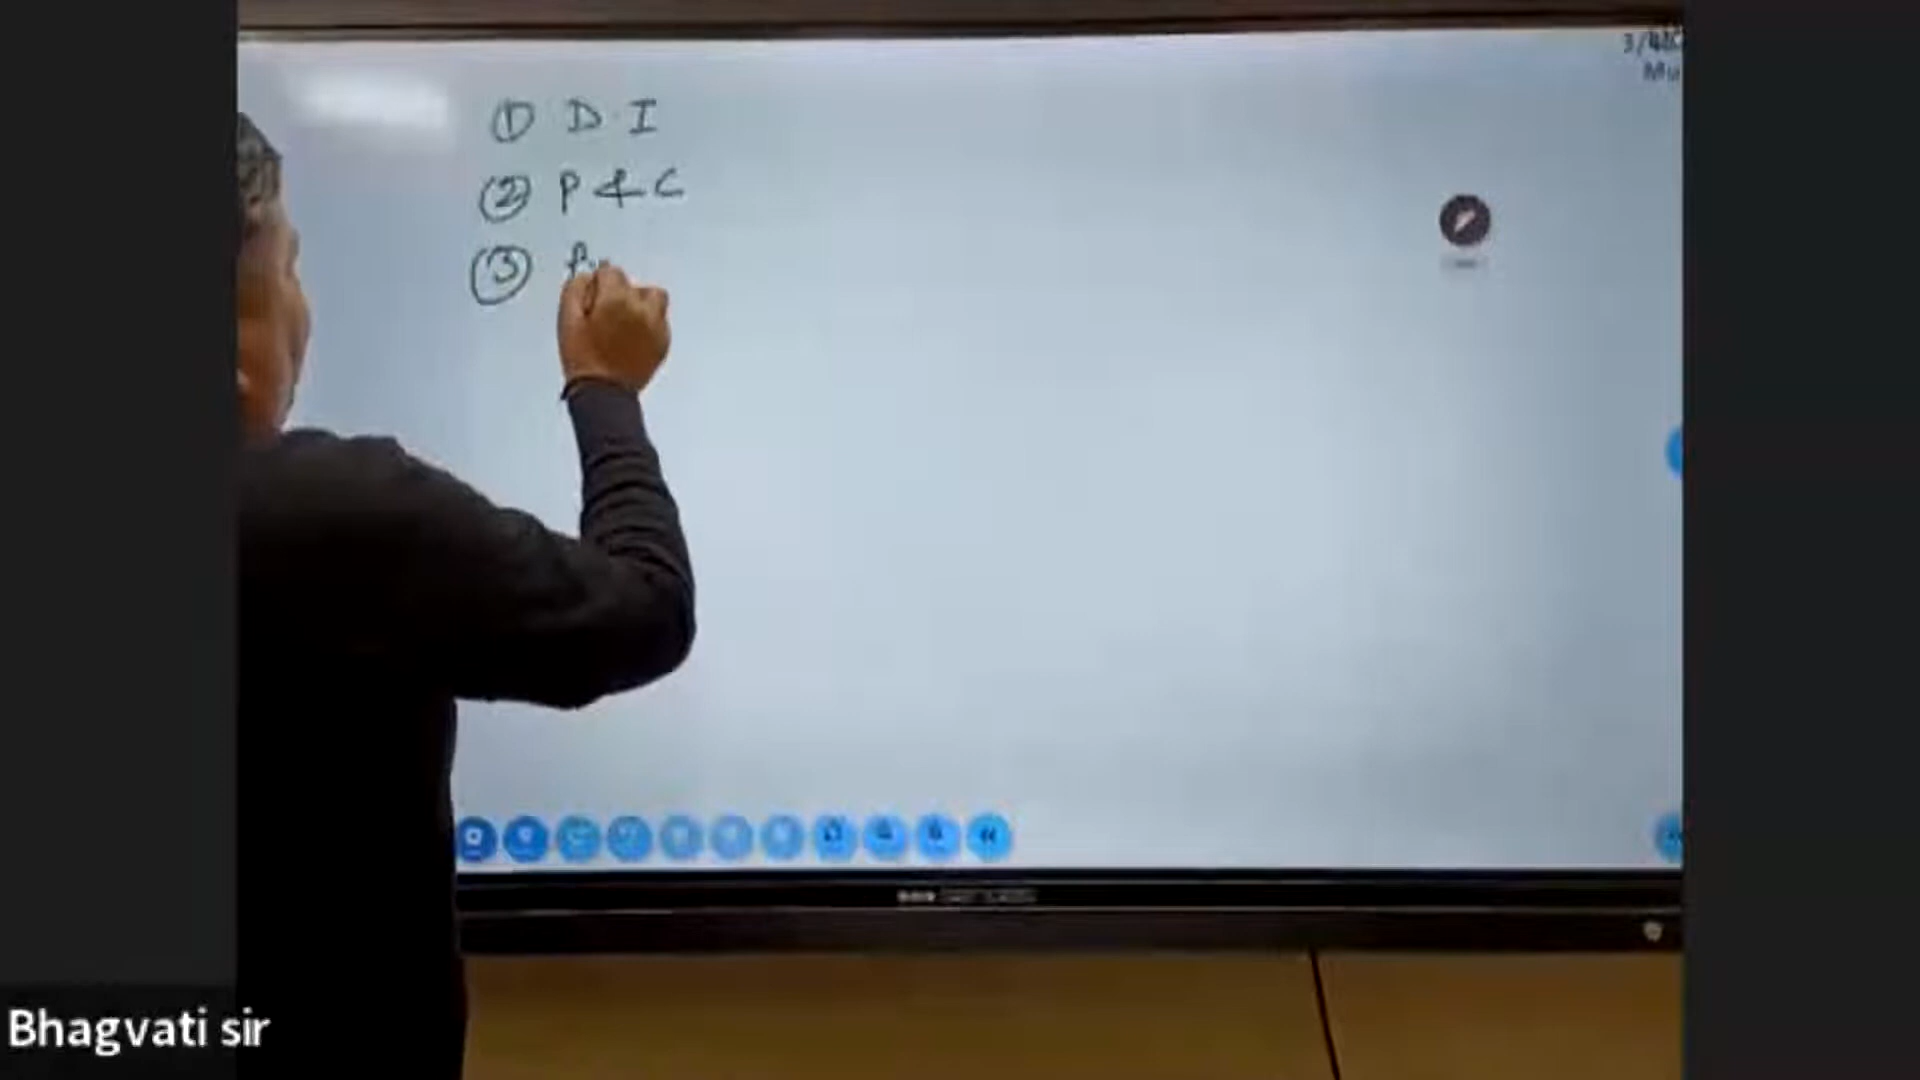 ① D.I
② P & C
③
Bhagvati sir